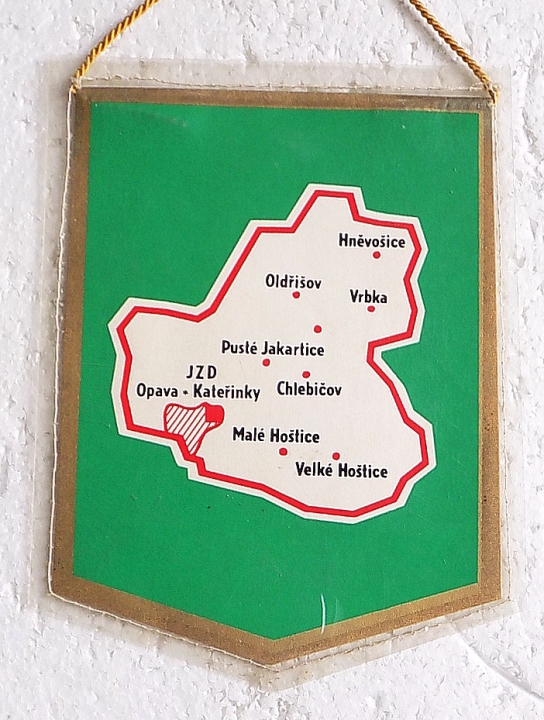 Hněvošice
Oldřišov
Vrbka
Pusté Jakartice
JZD
Opava - Kateřinky
Chlebičov
Malé Hoštice
Velké Hoštice